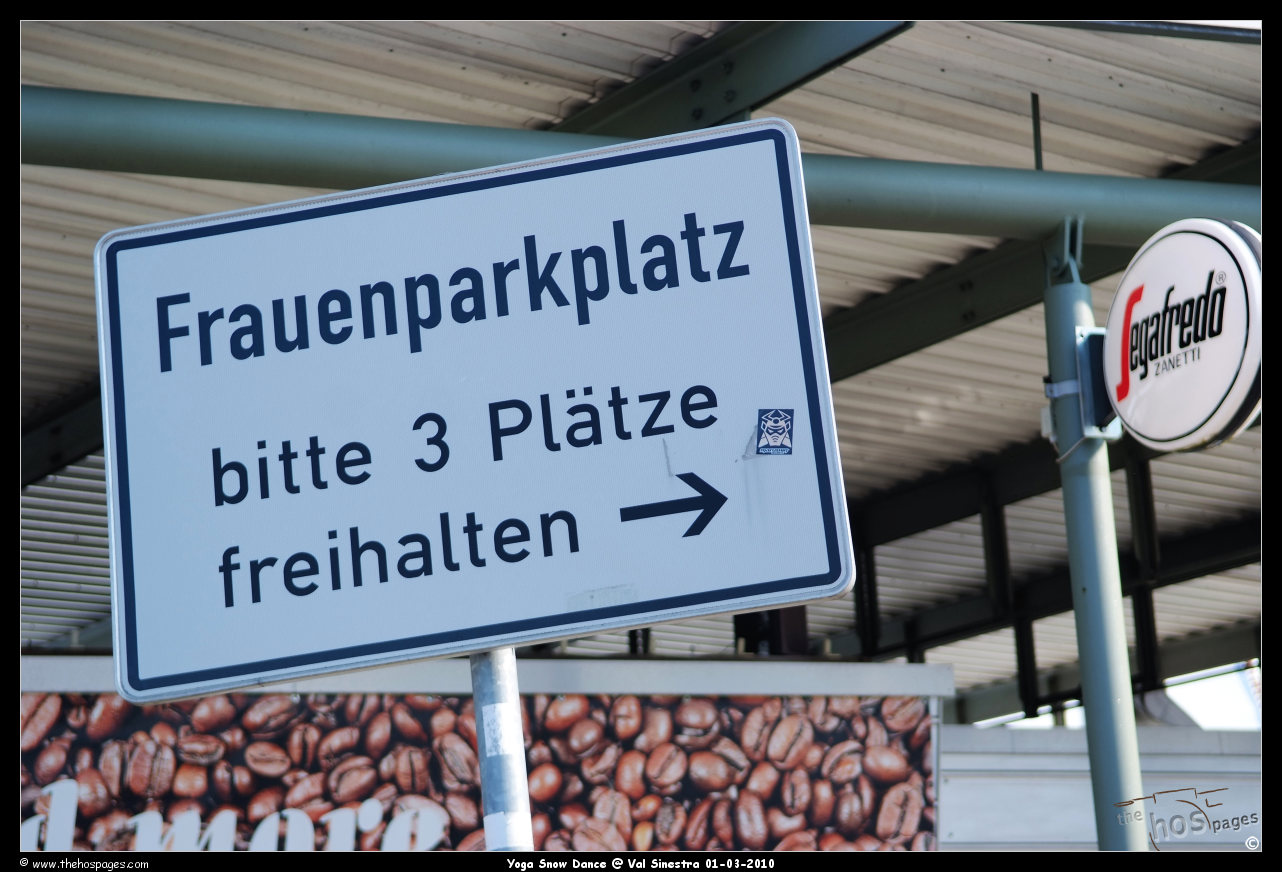 Frauenparkplatz
bitte 3 Plätze
freihalten →
Segafredo®
ZANETTI
d more
the hos pages
©
© www.thehospages.com
Yoga Snow Dance @ Val Sinestra 01-03-2010